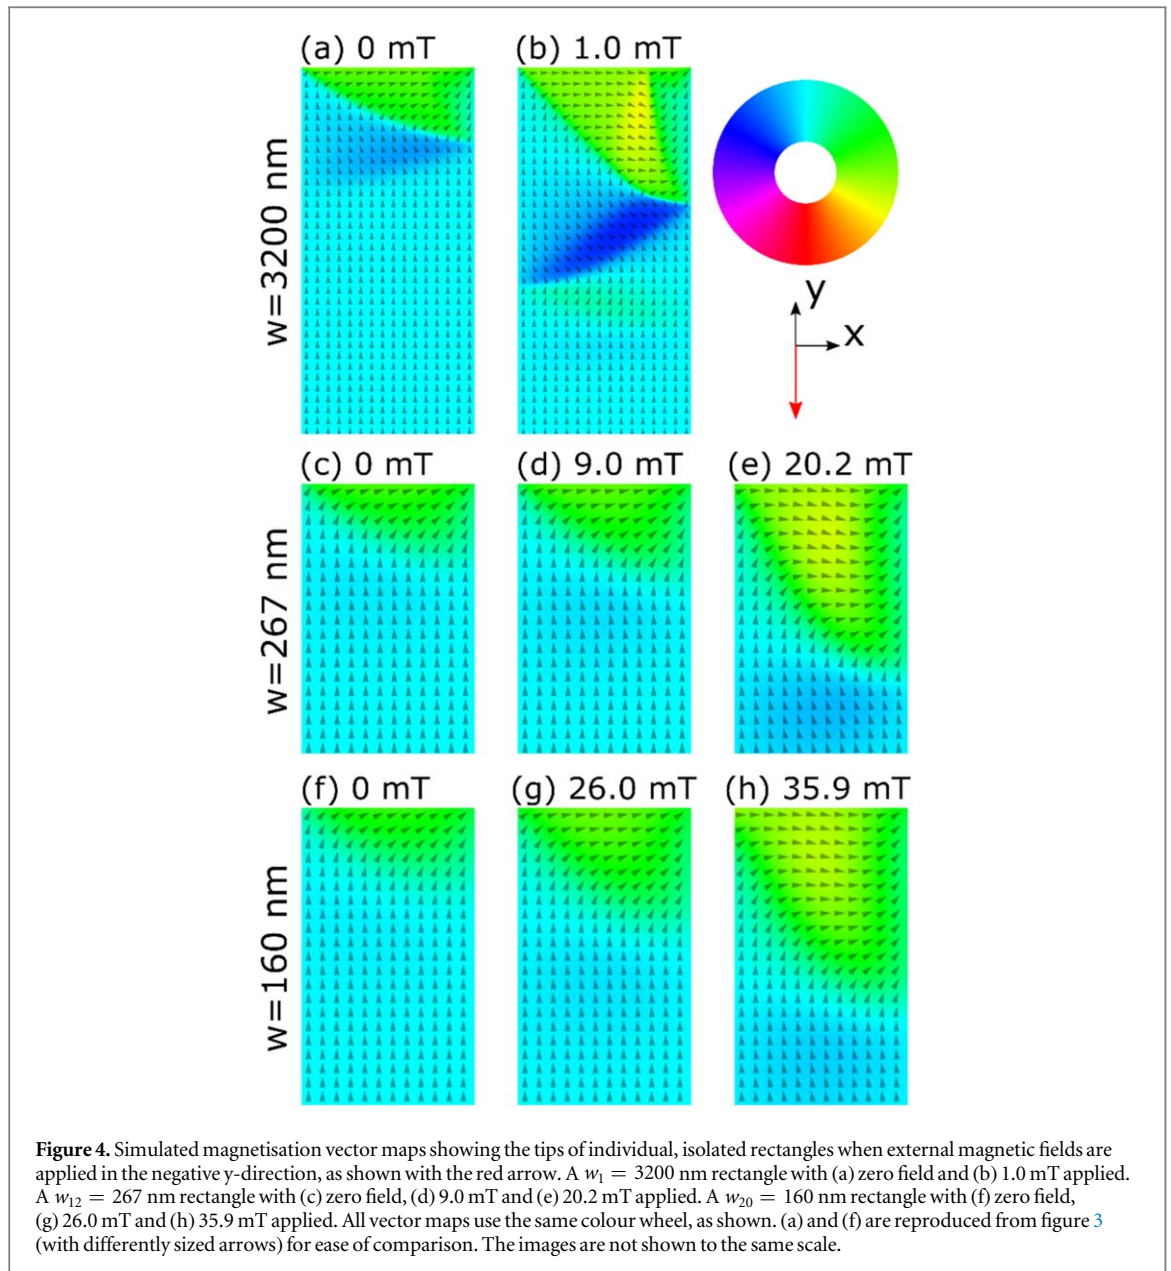 (a) 0 mT
(b) 1.0 mT
w=3200 nm
y
x
(c) 0 mT
(d) 9.0 mT
(e) 20.2 mT
w=267 nm
(f) 0 mT
(g) 26.0 mT
(h) 35.9 mT
w=160 nm
Figure 4. Simulated magnetisation vector maps showing the tips of individual, isolated rectangles when external magnetic fields are
applied in the negative y-direction, as shown with the red arrow. A w₁ = 3200 nm rectangle with (a) zero field and (b) 1.0 mT applied.
A w₁₂ = 267 nm rectangle with (c) zero field, (d) 9.0 mT and (e) 20.2 mT applied. A w₂₀ = 160 nm rectangle with (f) zero field,
(g) 26.0 mT and (h) 35.9 mT applied. All vector maps use the same colour wheel, as shown. (a) and (f) are reproduced from figure 3
(with differently sized arrows) for ease of comparison. The images are not shown to the same scale.